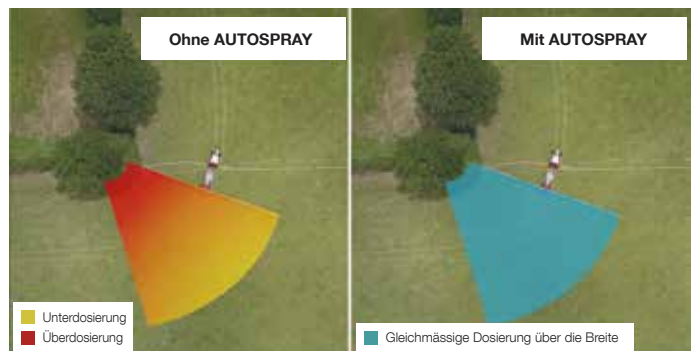 Ohne AUTOSPRAY
Mit AUTOSPRAY
Unterdosierung
Überdosierung
Gleichmässige Dosierung über die Breite